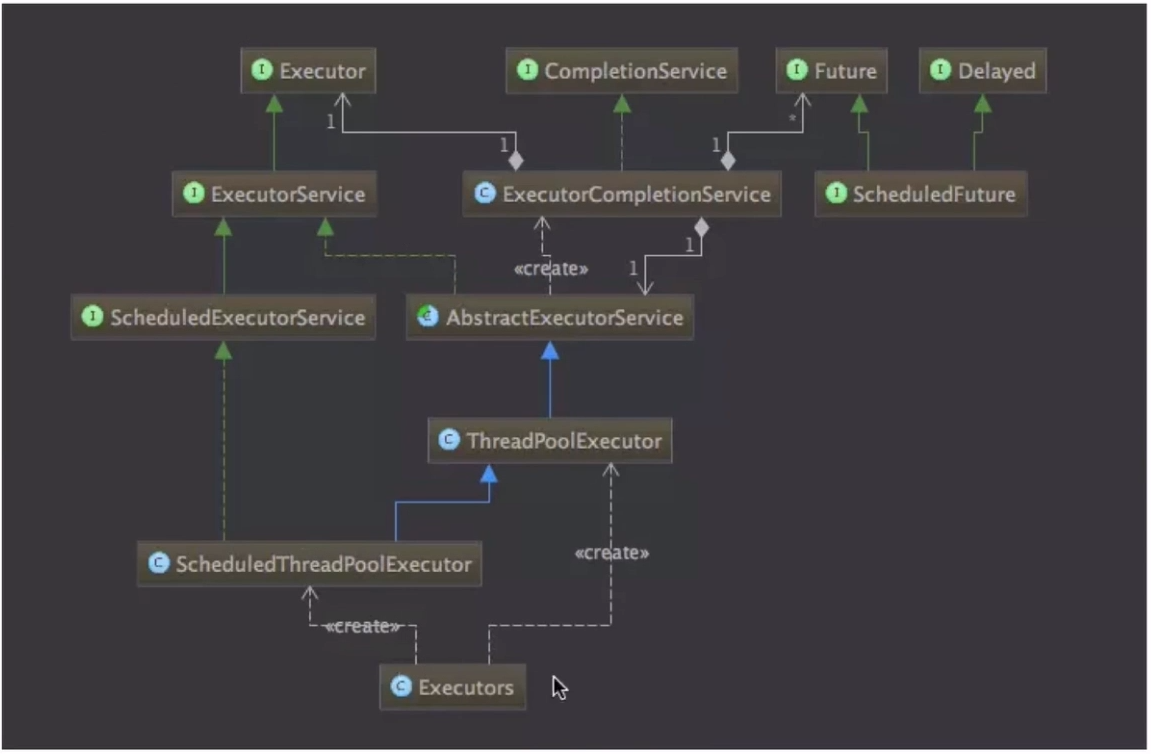 I Executor
I CompletionService
I Future
I Delayed
1
1
1
*
I ExecutorService
C ExecutorCompletionService
I ScheduledFuture
«create»
1
1
I ScheduledExecutorService
C AbstractExecutorService
C ThreadPoolExecutor
«create»
C ScheduledThreadPoolExecutor
«create»
C Executors